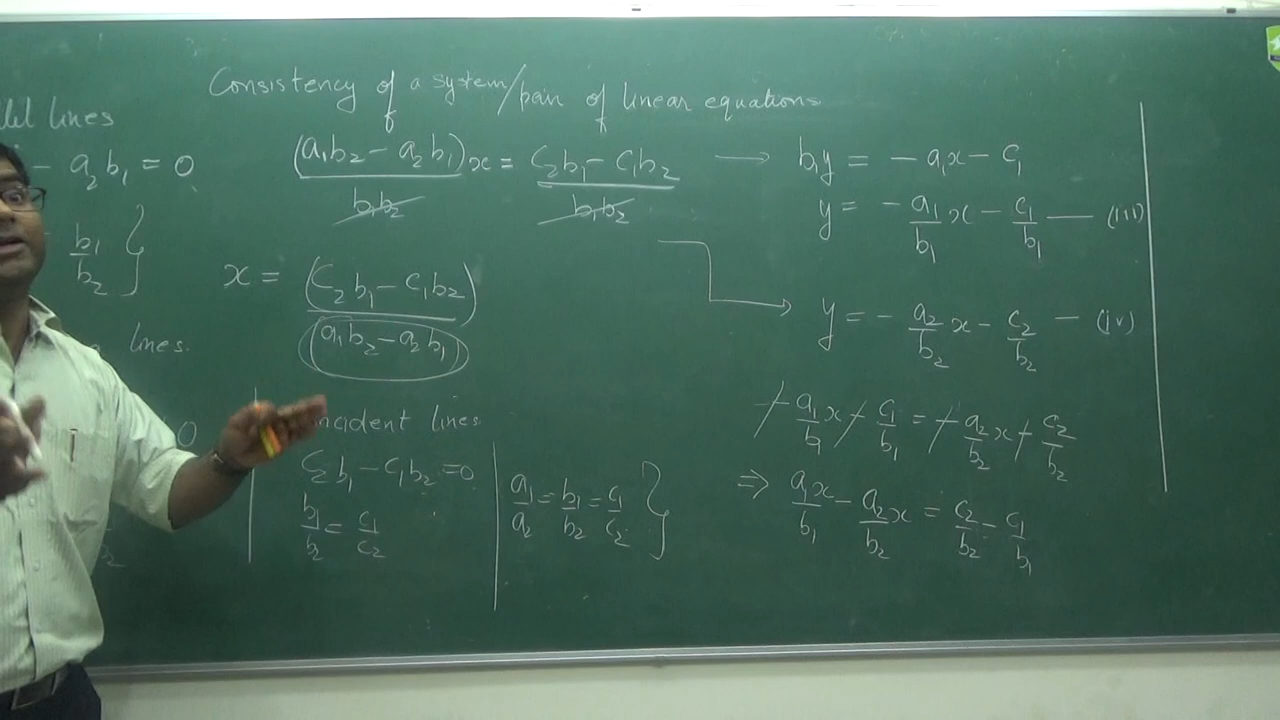 Consistency of a system/pair of linear equations
lines
- a₂b₁ = 0
b₁/b₂ }
lines.
0
(a₁b₂ - a₂b₁)/b₁b₂ x = (c₂b₁ - c₁b₂)/b₁b₂ →
x = (c₂b₁ - c₁b₂)/(a₁b₂ - a₂b₁)
ncident lines
c₂b₁ - c₁b₂ = 0
b₁/b₂ = c₁/c₂
a₁/a₂ = b₁/b₂ = c₁/c₂ }
b₁y = - a₁x - c₁
y = - a₁/b₁ x - c₁/b₁ — (iii)
y = - a₂/b₂ x - c₂/b₂ — (iv)
- a₁/b₁ x - c₁/b₁ = - a₂/b₂ x - c₂/b₂
⇒ a₁x/b₁ - a₂/b₂ x = c₂/b₂ - c₁/b₁